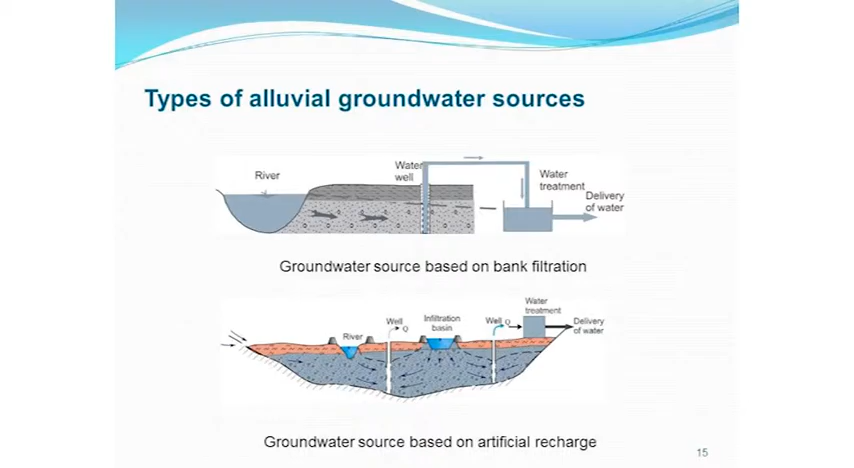 Types of alluvial groundwater sources
River
Water
well
Water
treatment
Delivery
of water
Groundwater source based on bank filtration
River
Well
Q
Infiltration
basin
Well Q
Water
treatment
Delivery
of water
Groundwater source based on artificial recharge
15